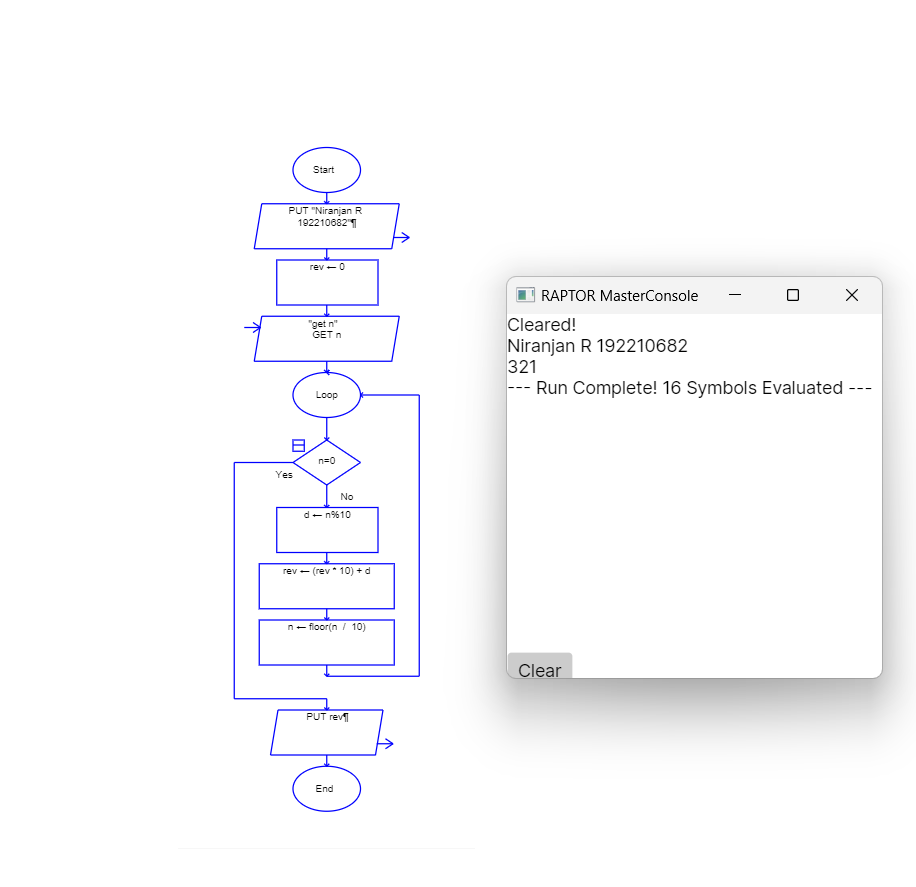 Start
PUT "Niranjan R
192210682"¶
rev ← 0
"get n"
GET n
Loop
n=0
Yes
No
d ← n%10
rev ← (rev * 10) + d
n ← floor(n / 10)
PUT rev¶
End
RAPTOR MasterConsole
Cleared!
Niranjan R 192210682
321
--- Run Complete! 16 Symbols Evaluated ---
Clear